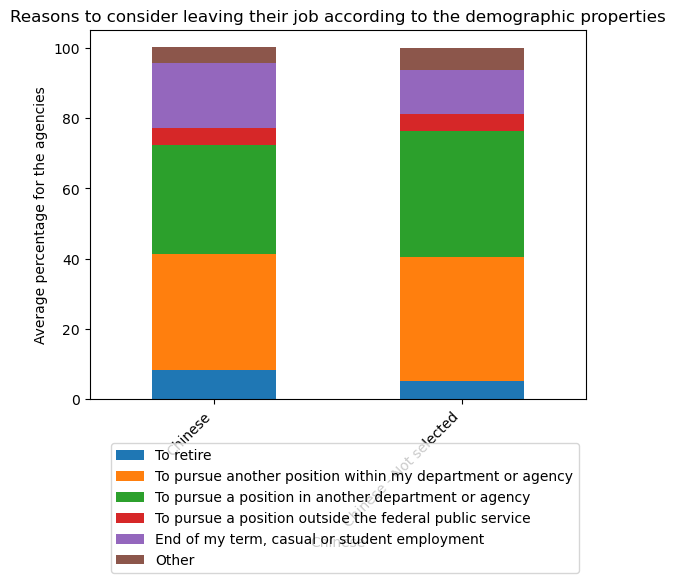 Reasons to consider leaving their job according to the demographic properties
Average percentage for the agencies
100
80
60
40
20
0
Chinese
Chinese - Not selected
To retire
To pursue another position within my department or agency
To pursue a position in another department or agency
To pursue a position outside the federal public service
End of my term, casual or student employment
Other
Chinese